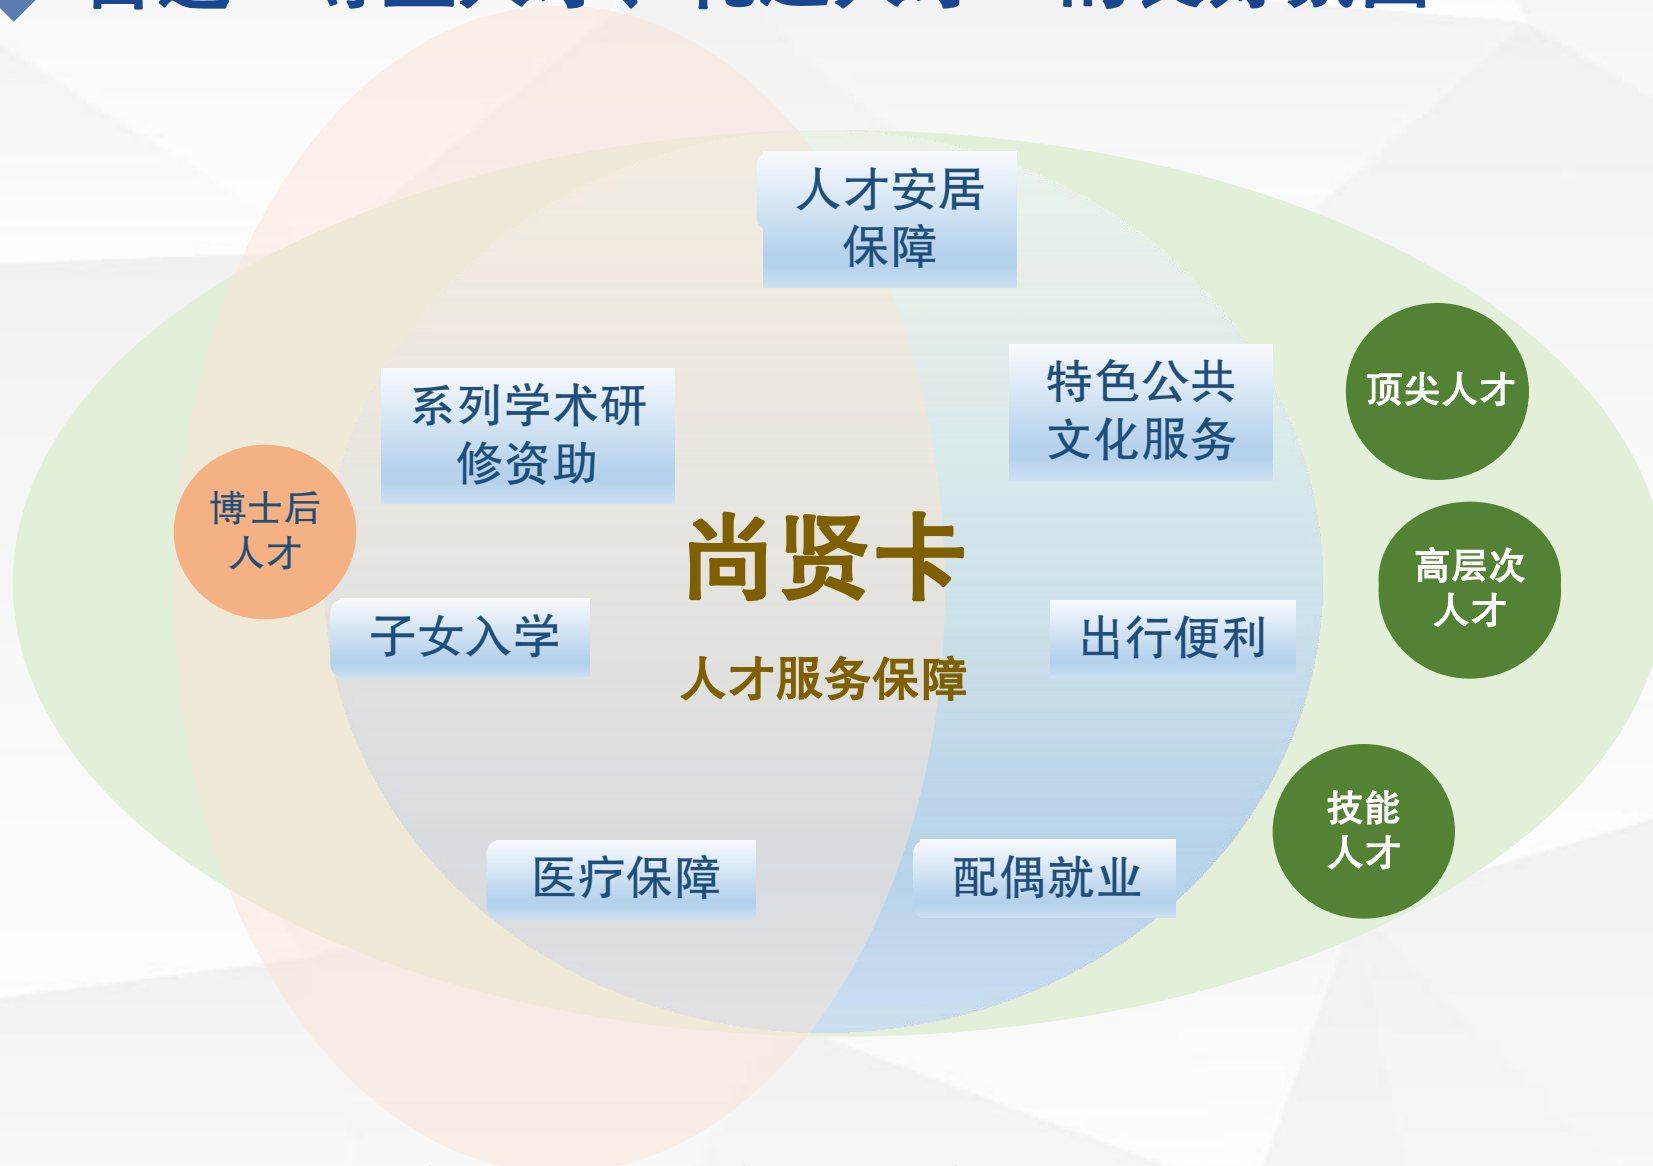 人才安居
保障
系列学术研
修资助
特色公共
文化服务
顶尖人才
博士后
人才
尚贤卡
高层次
人才
子女入学
出行便利
人才服务保障
技能
人才
医疗保障
配偶就业